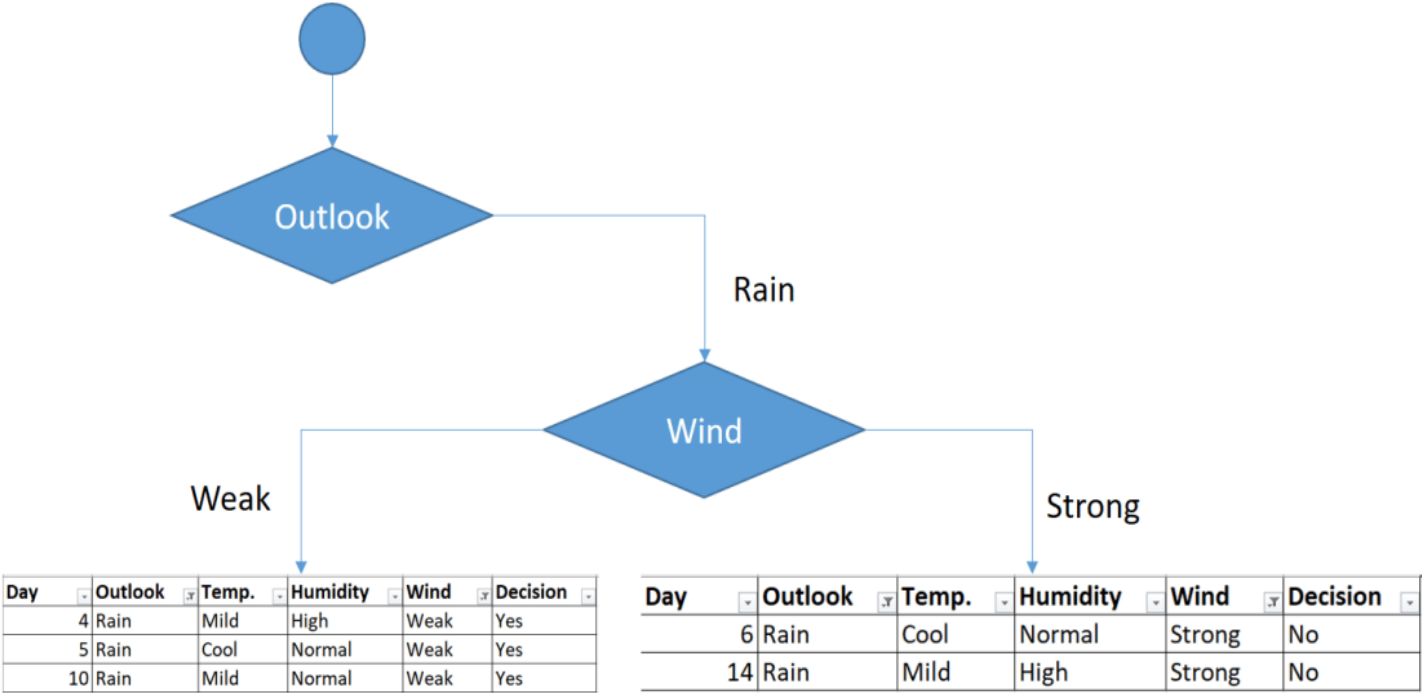 Outlook
Rain
Wind
Weak
Strong
Day Outlook Temp. Humidity Wind Decision
4 Rain Mild High Weak Yes
5 Rain Cool Normal Weak Yes
10 Rain Mild Normal Weak Yes
Day Outlook Temp. Humidity Wind Decision
6 Rain Cool Normal Strong No
14 Rain Mild High Strong No